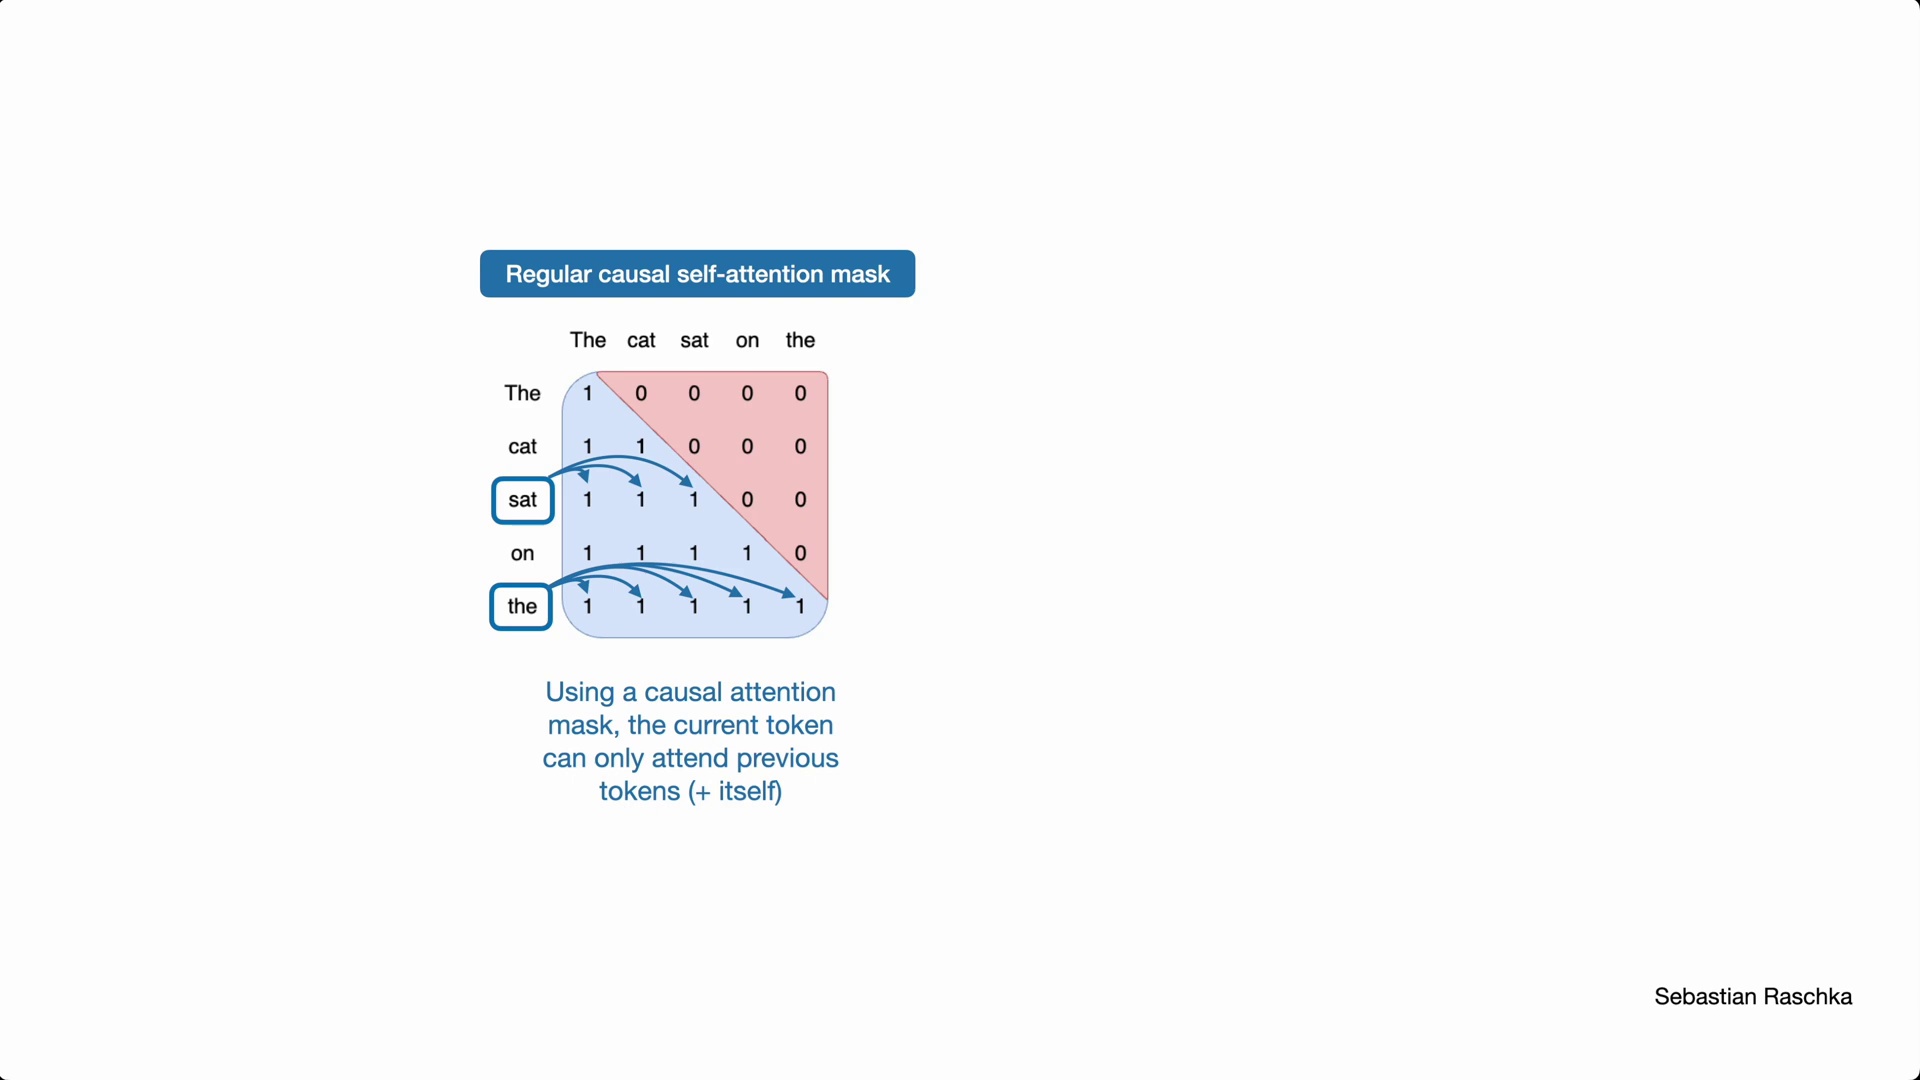 Regular causal self-attention mask
The cat sat on the
The 1 0 0 0 0
cat 1 1 0 0 0
sat 1 1 1 0 0
on 1 1 1 1 0
the 1 1 1 1 1
Using a causal attention
mask, the current token
can only attend previous
tokens (+ itself)
Sebastian Raschka